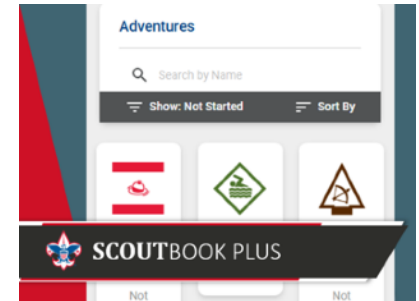 Adventures
Search by Name
Show: Not Started
Sort By
SCOUTBOOK PLUS
Not
Not